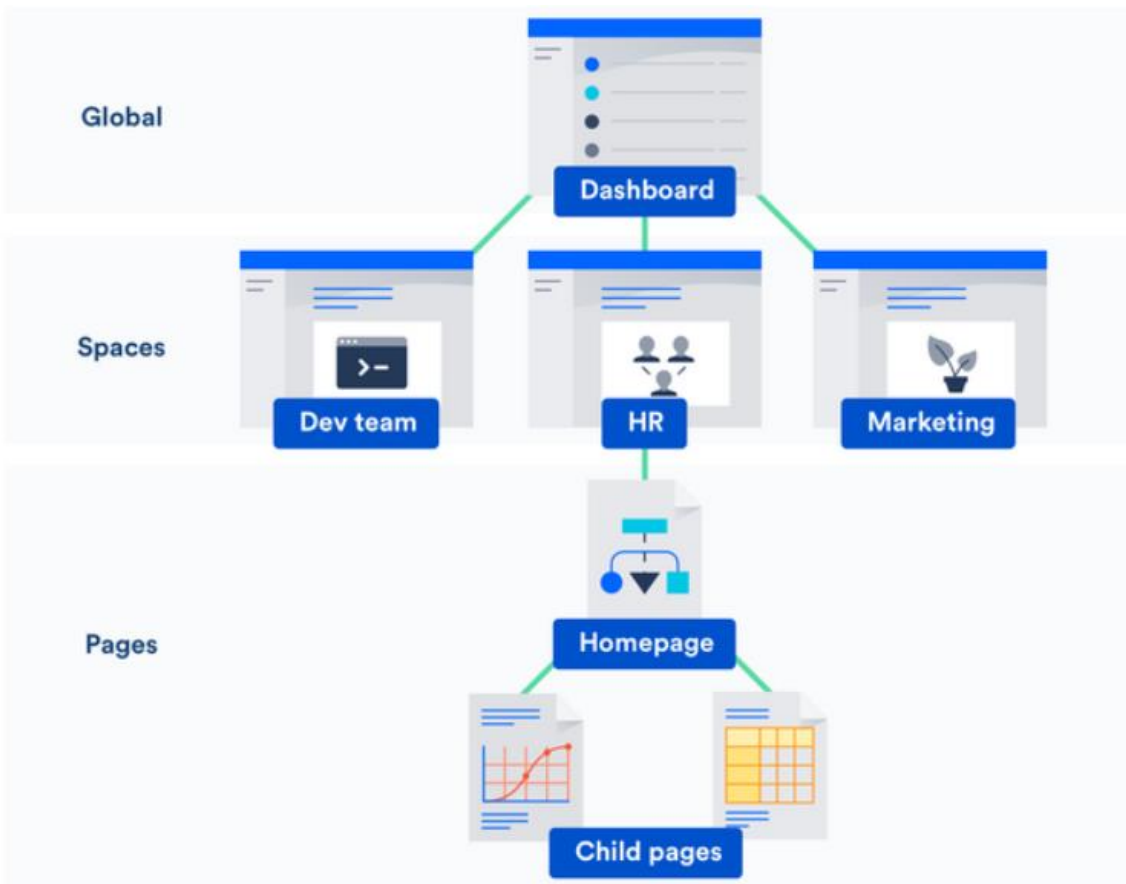 Global
Dashboard
Spaces
Dev team
HR
Marketing
Pages
Homepage
Child pages